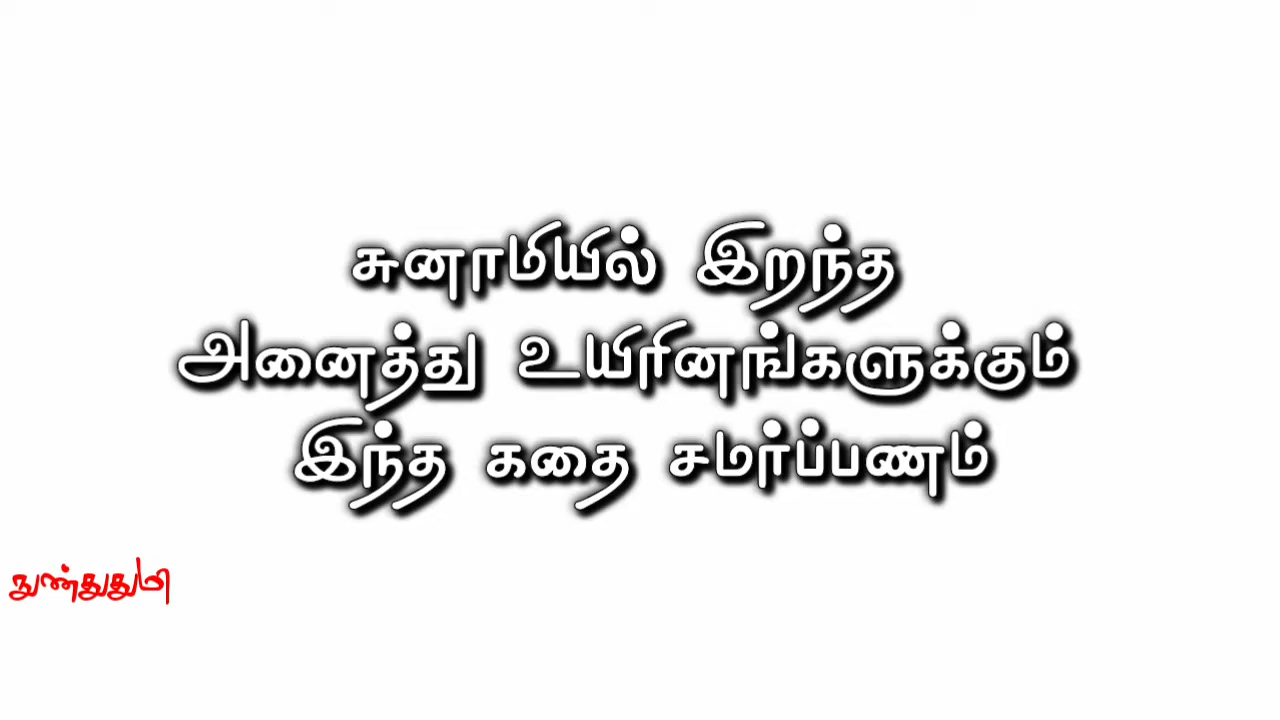 சுனாமியில் இறந்த
அனைத்து உயிரினங்களுக்கும்
இந்த கதை சமர்ப்பணம்
நுண்துதுமி